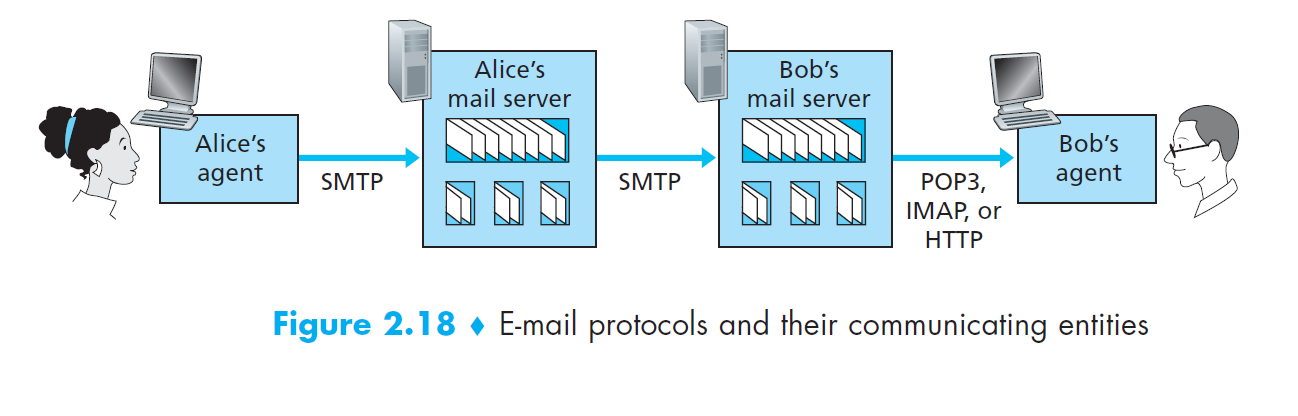 Alice's
mail server
Bob's
mail server
Alice's
agent
Bob's
agent
SMTP
SMTP
POP3,
IMAP, or
HTTP
Figure 2.18 ♦ E-mail protocols and their communicating entities